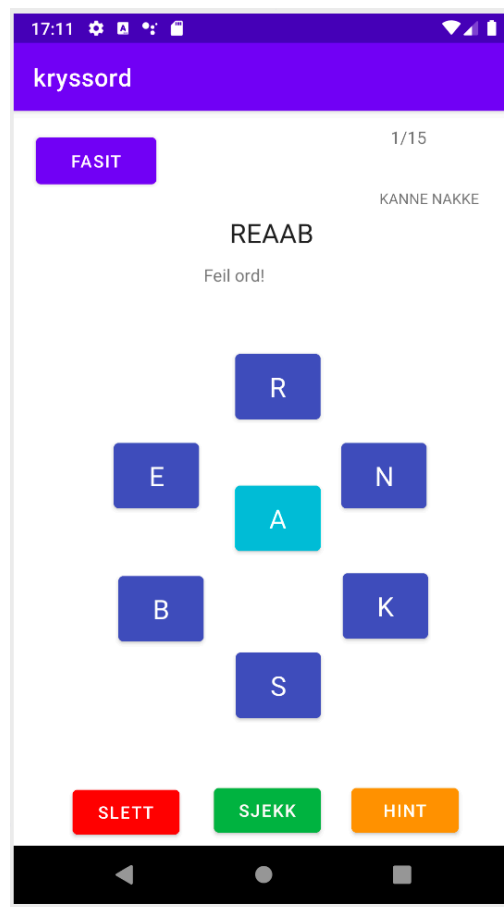 17:11
kryssord
1/15
FASIT
KANNE NAKKE
REAAB
Feil ord!
R
E
N
A
B
K
S
SLETT
SJEKK
HINT